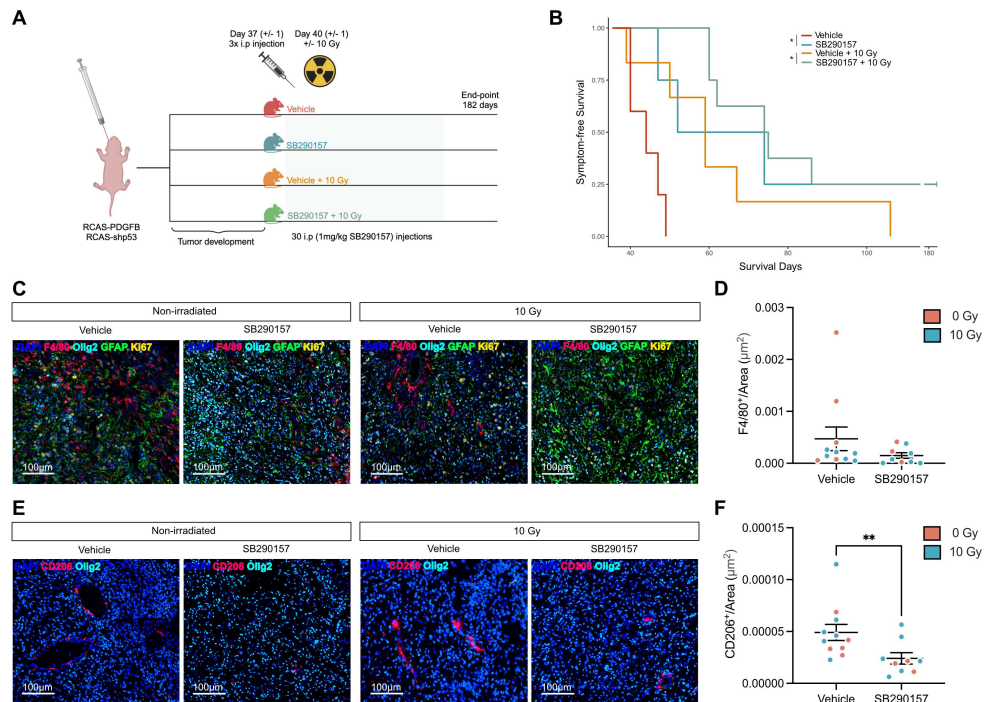 A
Day 37 (+/- 1)
3x i.p injection
Day 40 (+/- 1)
+/- 10 Gy
End-point
182 days
Vehicle
SB290157
Vehicle + 10 Gy
SB290157 + 10 Gy
RCAS-PDGFB
RCAS-shp53
Tumor development
30 i.p (1mg/kg SB290157) injections
B
Symptom-free Survival
1.00
0.75
0.50
0.25
0.00
40
60
80
100
180
Survival Days
* Vehicle
SB290157
* Vehicle + 10 Gy
SB290157 + 10 Gy
C
Non-irradiated
10 Gy
Vehicle
SB290157
Vehicle
SB290157
DAPI F4/80 Olig2 GFAP Ki67
DAPI F4/80 Olig2 GFAP Ki67
DAPI F4/80 Olig2 GFAP Ki67
DAPI F4/80 Olig2 GFAP Ki67
100µm
100µm
100µm
100µm
D
F4/80⁺/Area (µm²)
0.003
0.002
0.001
0.000
Vehicle
SB290157
0 Gy
10 Gy
E
Non-irradiated
10 Gy
Vehicle
SB290157
Vehicle
SB290157
DAPI CD206 Olig2
DAPI CD206 Olig2
DAPI CD206 Olig2
DAPI CD206 Olig2
100µm
100µm
100µm
100µm
F
CD206⁺/Area (µm²)
0.00015
0.00010
0.00005
0.00000
**
Vehicle
SB290157
0 Gy
10 Gy